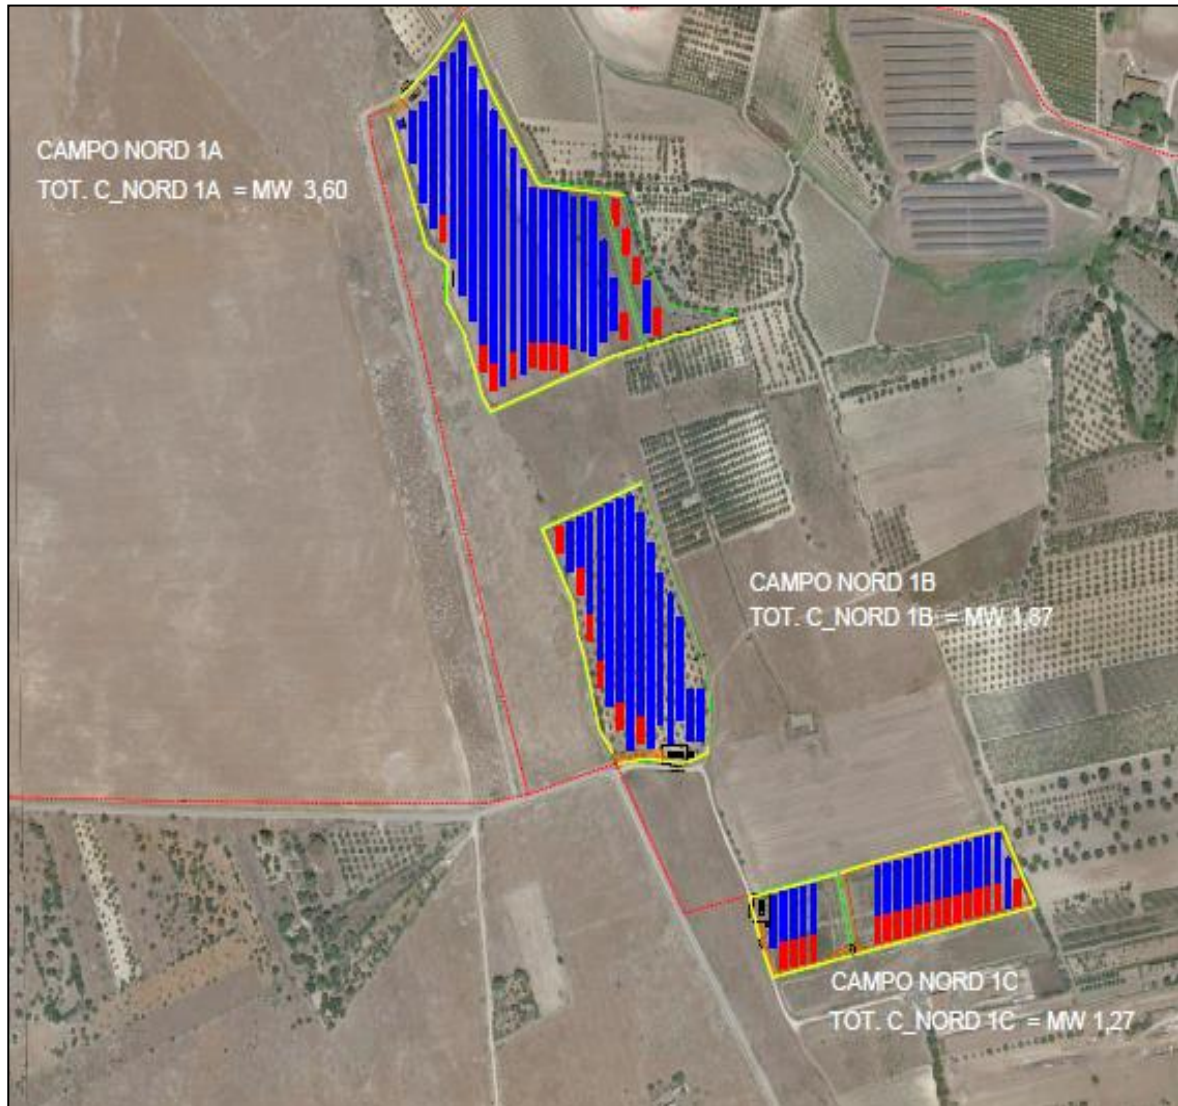 CAMPO NORD 1A
TOT. C_NORD 1A = MW 3,60
CAMPO NORD 1B
TOT. C_NORD 1B = MW 1,87
CAMPO NORD 1C
TOT. C_NORD 1C = MW 1,27